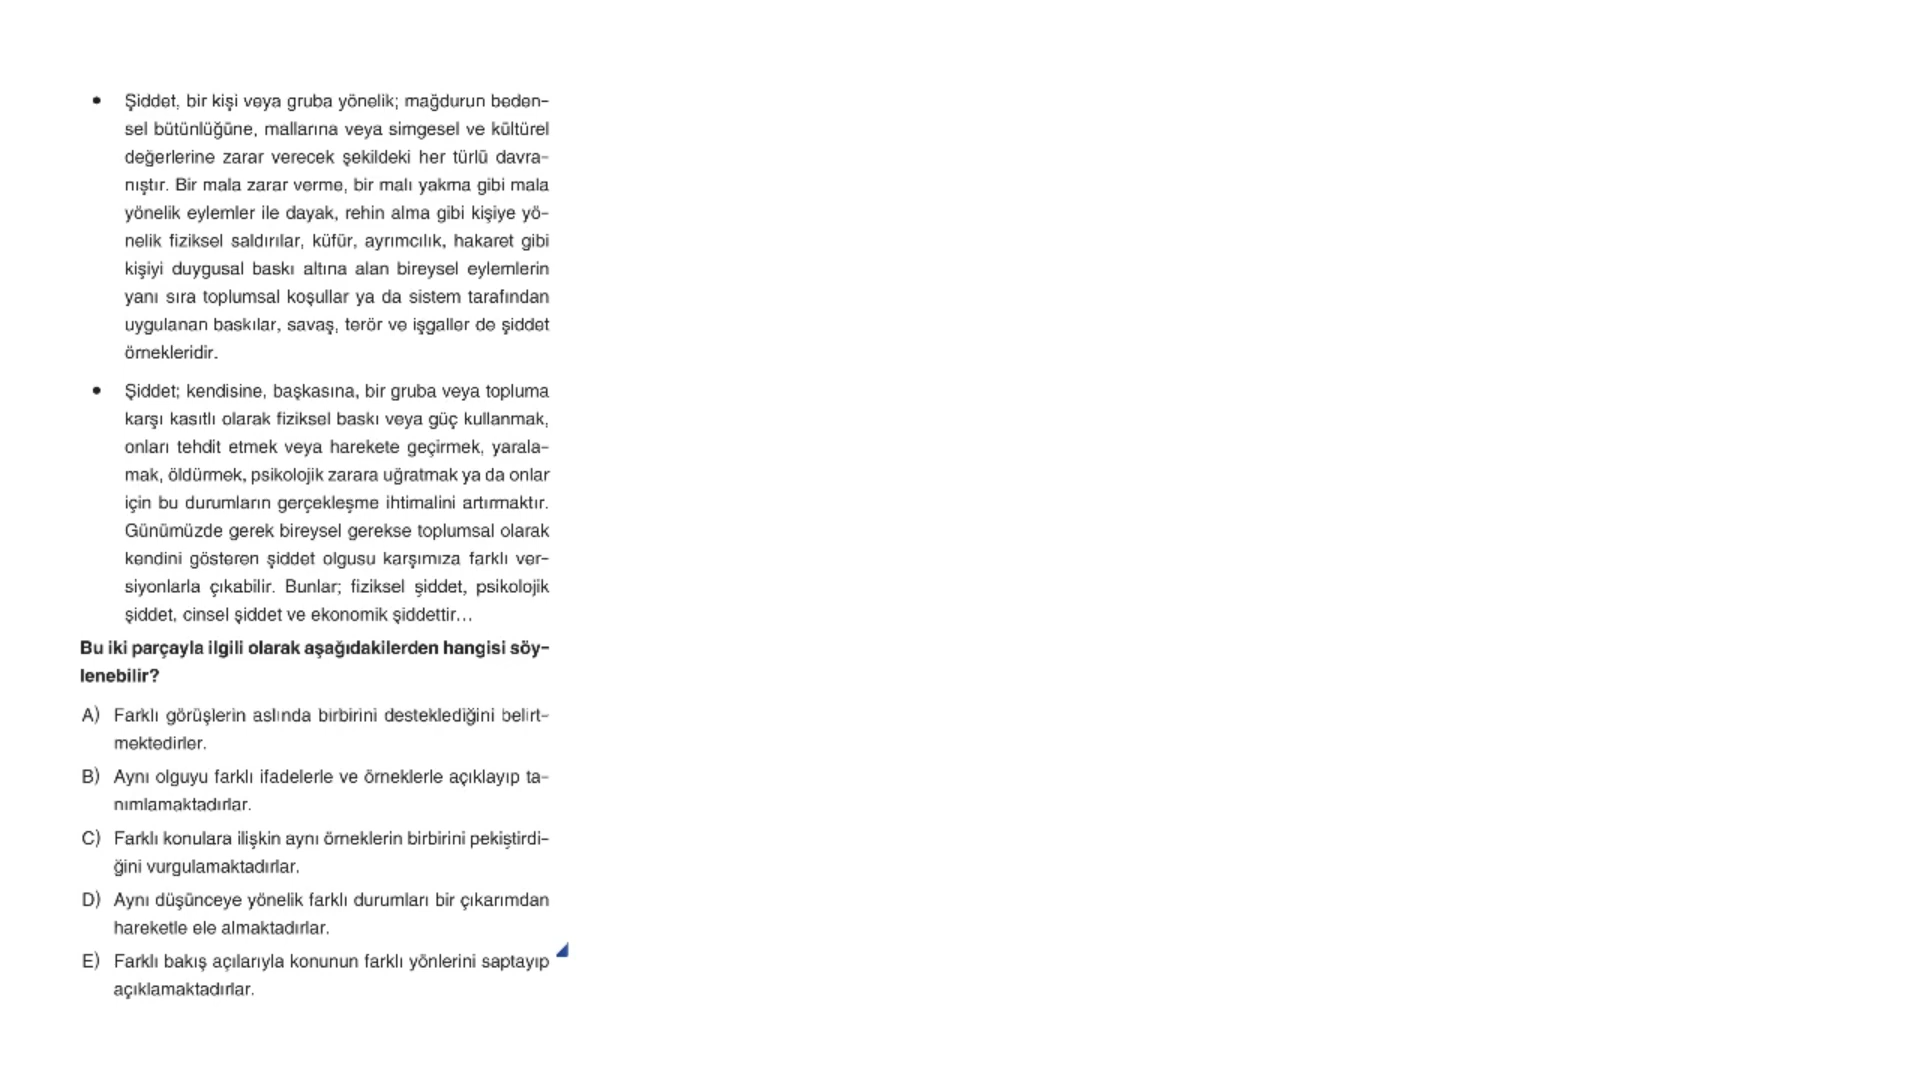 • Şiddet, bir kişi veya gruba yönelik; mağdurun beden-
sel bütünlüğüne, mallarına veya simgesel ve kültürel
değerlerine zarar verecek şekildeki her türlü davra-
nıştır. Bir mala zarar verme, bir malı yakma gibi mala
yönelik eylemler ile dayak, rehin alma gibi kişiye yö-
nelik fiziksel saldırılar, küfür, ayrımcılık, hakaret gibi
kişiyi duygusal baskı altına alan bireysel eylemlerin
yanı sıra toplumsal koşullar ya da sistem tarafından
uygulanan baskılar, savaş, terör ve işgaller de şiddet
örnekleridir.
• Şiddet; kendisine, başkasına, bir gruba veya topluma
karşı kasıtlı olarak fiziksel baskı veya güç kullanmak,
onları tehdit etmek veya harekete geçirmek, yarala-
mak, öldürmek, psikolojik zarara uğratmak ya da onlar
için bu durumların gerçekleşme ihtimalini artırmaktır.
Günümüzde gerek bireysel gerekse toplumsal olarak
kendini gösteren şiddet olgusu karşımıza farklı ver-
siyonlarla çıkabilir. Bunlar; fiziksel şiddet, psikolojik
şiddet, cinsel şiddet ve ekonomik şiddettir...
Bu iki parçayla ilgili olarak aşağıdakilerden hangisi söy-
lenebilir?
A) Farklı görüşlerin aslında birbirini desteklediğini belirt-
mektedirler.
B) Aynı olguyu farklı ifadelerle ve örneklerle açıklayıp ta-
nımlamaktadırlar.
C) Farklı konulara ilişkin aynı örneklerin birbirini pekiştirdi-
ğini vurgulamaktadırlar.
D) Aynı düşünceye yönelik farklı durumları bir çıkarımdan
hareketle ele almaktadırlar.
E) Farklı bakış açılarıyla konunun farklı yönlerini saptayıp
açıklamaktadırlar.